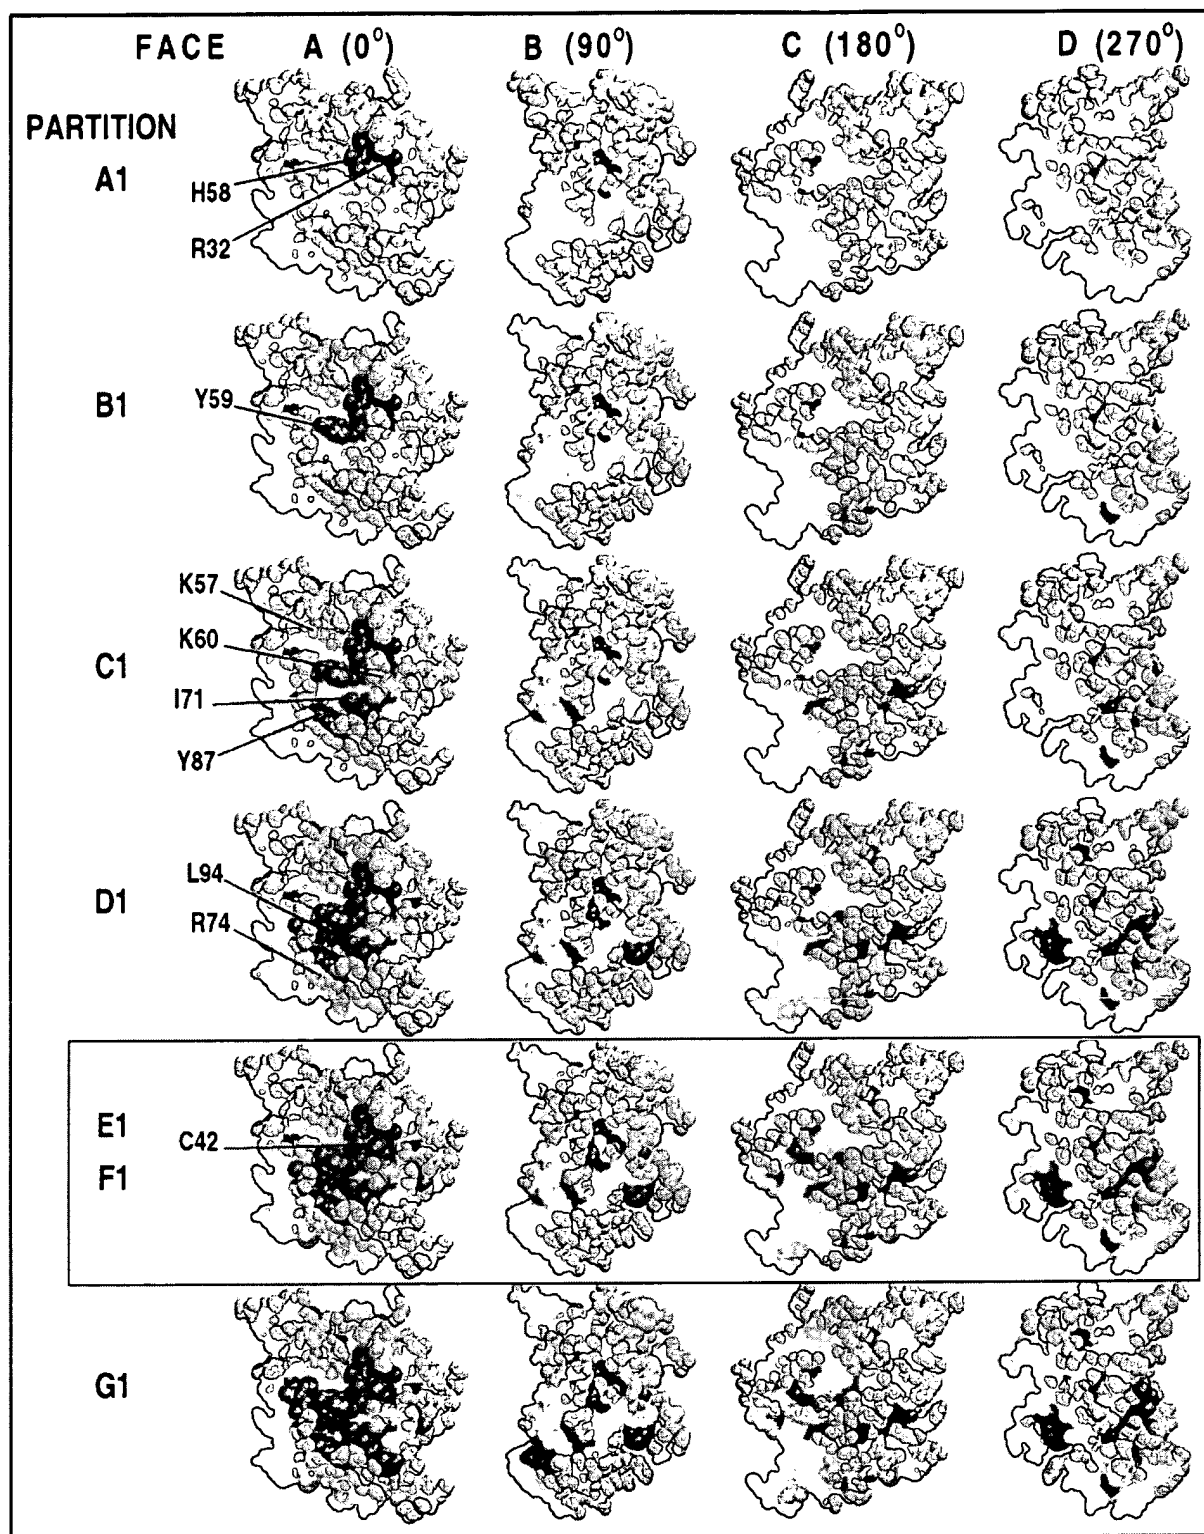 FACE A (0°) B (90°) C (180°) D (270°)
PARTITION
A1
H58
R32
B1
Y59
C1
K57
K60
I71
Y87
D1
L94
R74
E1
C42
F1
G1